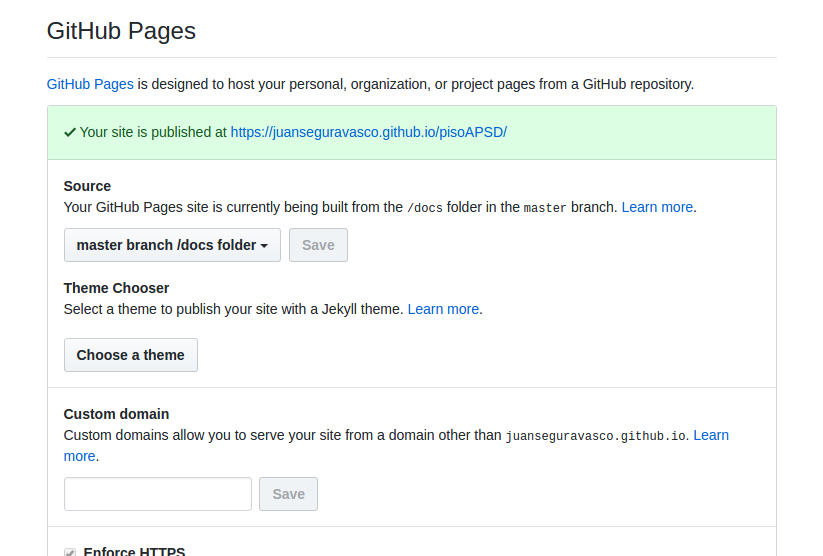 GitHub Pages
GitHub Pages is designed to host your personal, organization, or project pages from a GitHub repository.
Your site is published at https://juanseguravasco.github.io/pisoAPSD/
Source
Your GitHub Pages site is currently being built from the /docs folder in the master branch. Learn more.
master branch /docs folder
Save
Theme Chooser
Select a theme to publish your site with a Jekyll theme. Learn more.
Choose a theme
Custom domain
Custom domains allow you to serve your site from a domain other than juanseguravasco.github.io. Learn
more.
Save
Enforce HTTPS